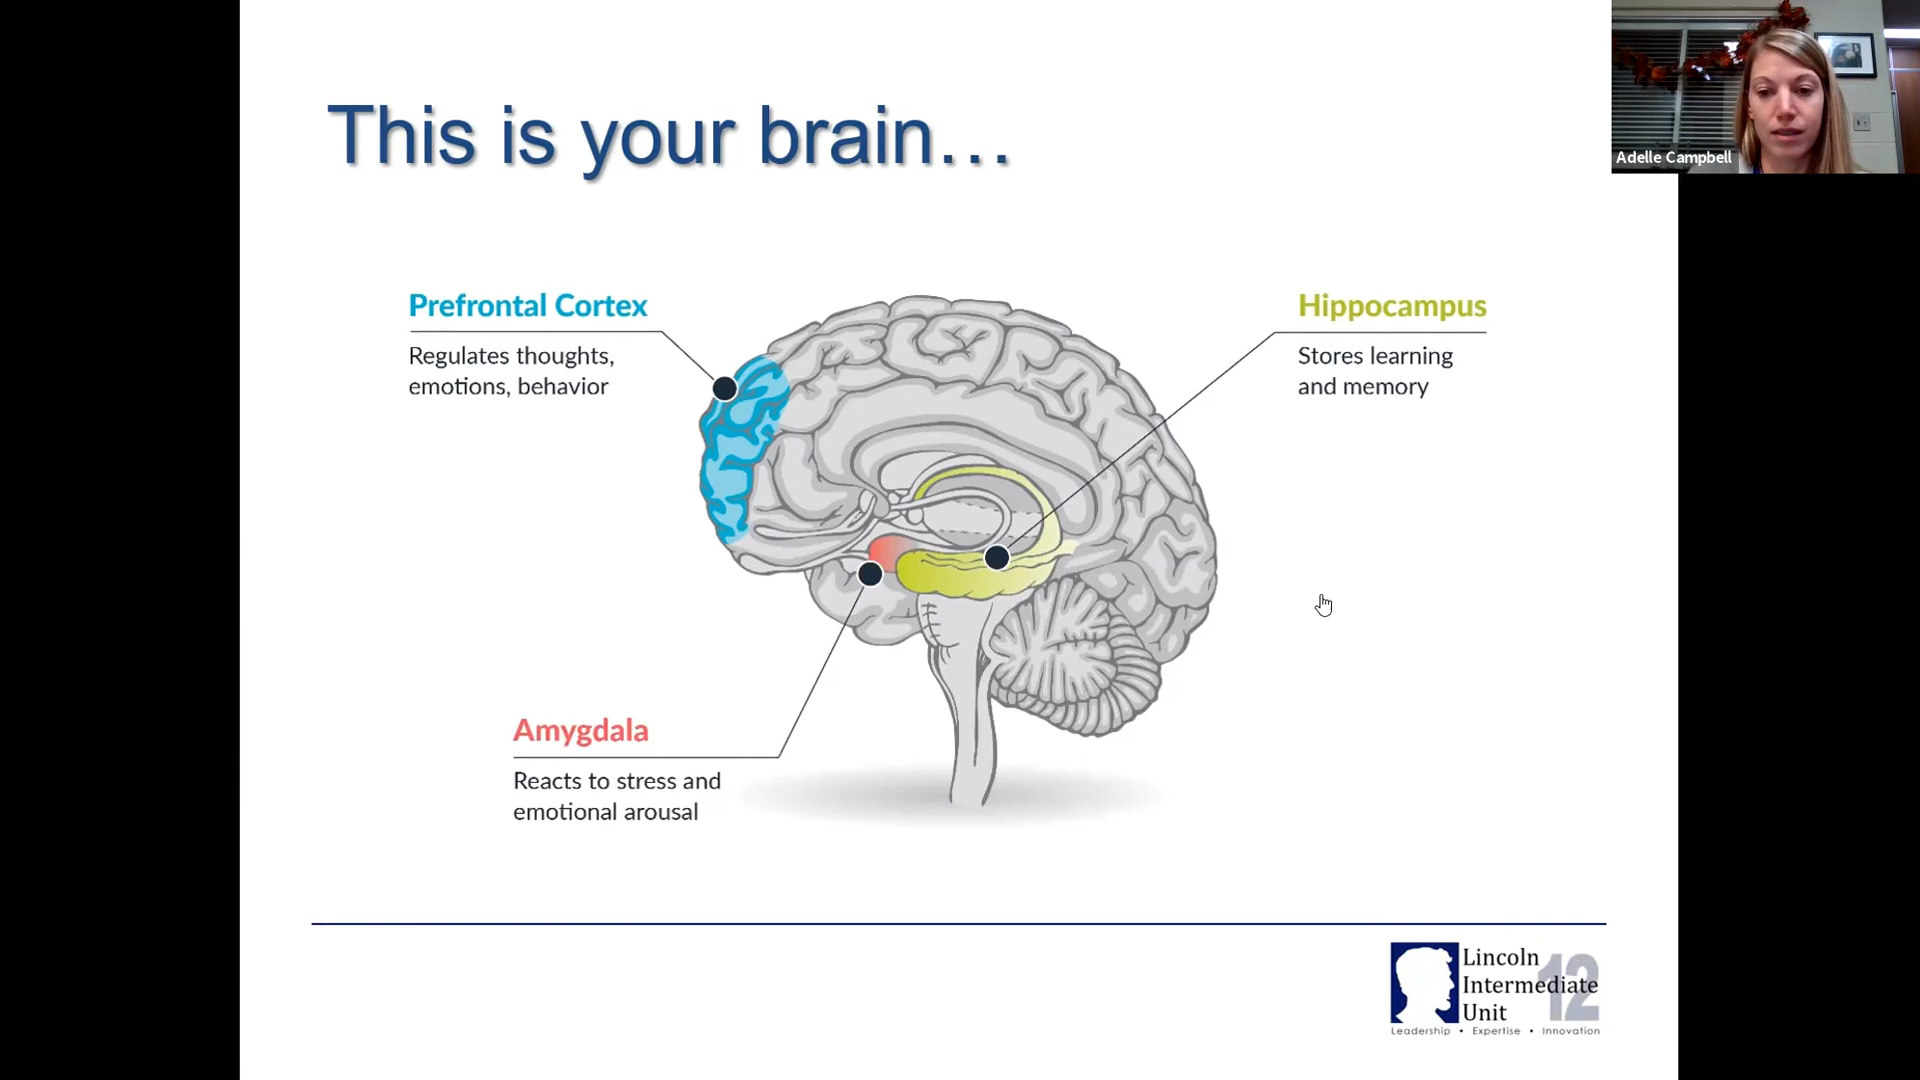 This is your brain...
Adelle Campbell
Prefrontal Cortex
Regulates thoughts,
emotions, behavior
Hippocampus
Stores learning
and memory
Amygdala
Reacts to stress and
emotional arousal
Lincoln
Intermediate
Unit
12
Leadership • Expertise • Innovation